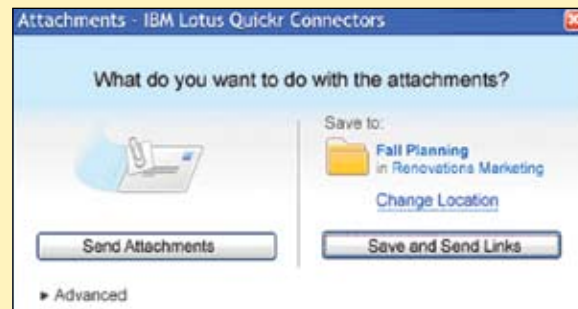 Attachments - IBM Lotus Quickr Connectors
What do you want to do with the attachments?
Send Attachments
Save to:
Fall Planning
in Renovations Marketing
Change Location
Save and Send Links
Advanced